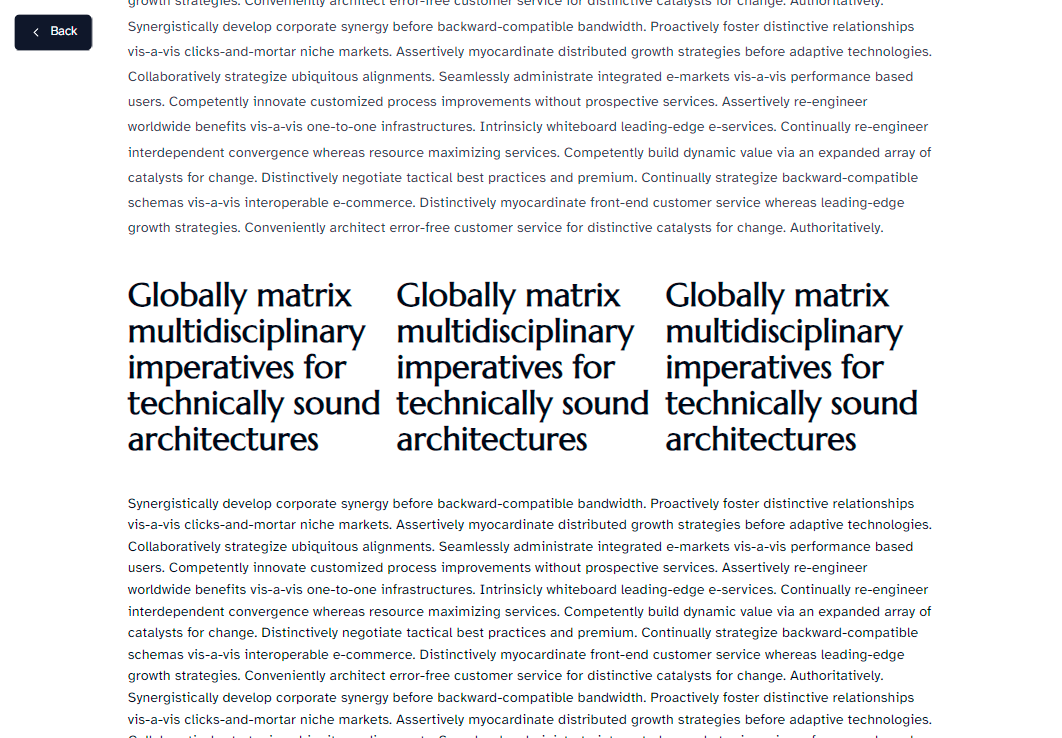 growth strategies. Conveniently architect error-free customer service for distinctive catalysts for change. Authoritatively.
Back
Synergistically develop corporate synergy before backward-compatible bandwidth. Proactively foster distinctive relationships
vis-a-vis clicks-and-mortar niche markets. Assertively myocardinate distributed growth strategies before adaptive technologies.
Collaboratively strategize ubiquitous alignments. Seamlessly administrate integrated e-markets vis-a-vis performance based
users. Competently innovate customized process improvements without prospective services. Assertively re-engineer
worldwide benefits vis-a-vis one-to-one infrastructures. Intrinsicly whiteboard leading-edge e-services. Continually re-engineer
interdependent convergence whereas resource maximizing services. Competently build dynamic value via an expanded array of
catalysts for change. Distinctively negotiate tactical best practices and premium. Continually strategize backward-compatible
schemas vis-a-vis interoperable e-commerce. Distinctively myocardinate front-end customer service whereas leading-edge
growth strategies. Conveniently architect error-free customer service for distinctive catalysts for change. Authoritatively.
Globally matrix
multidisciplinary
imperatives for
technically sound
architectures
Globally matrix
multidisciplinary
imperatives for
technically sound
architectures
Globally matrix
multidisciplinary
imperatives for
technically sound
architectures
Synergistically develop corporate synergy before backward-compatible bandwidth. Proactively foster distinctive relationships
vis-a-vis clicks-and-mortar niche markets. Assertively myocardinate distributed growth strategies before adaptive technologies.
Collaboratively strategize ubiquitous alignments. Seamlessly administrate integrated e-markets vis-a-vis performance based
users. Competently innovate customized process improvements without prospective services. Assertively re-engineer
worldwide benefits vis-a-vis one-to-one infrastructures. Intrinsicly whiteboard leading-edge e-services. Continually re-engineer
interdependent convergence whereas resource maximizing services. Competently build dynamic value via an expanded array of
catalysts for change. Distinctively negotiate tactical best practices and premium. Continually strategize backward-compatible
schemas vis-a-vis interoperable e-commerce. Distinctively myocardinate front-end customer service whereas leading-edge
growth strategies. Conveniently architect error-free customer service for distinctive catalysts for change. Authoritatively.
Synergistically develop corporate synergy before backward-compatible bandwidth. Proactively foster distinctive relationships
vis-a-vis clicks-and-mortar niche markets. Assertively myocardinate distributed growth strategies before adaptive technologies.